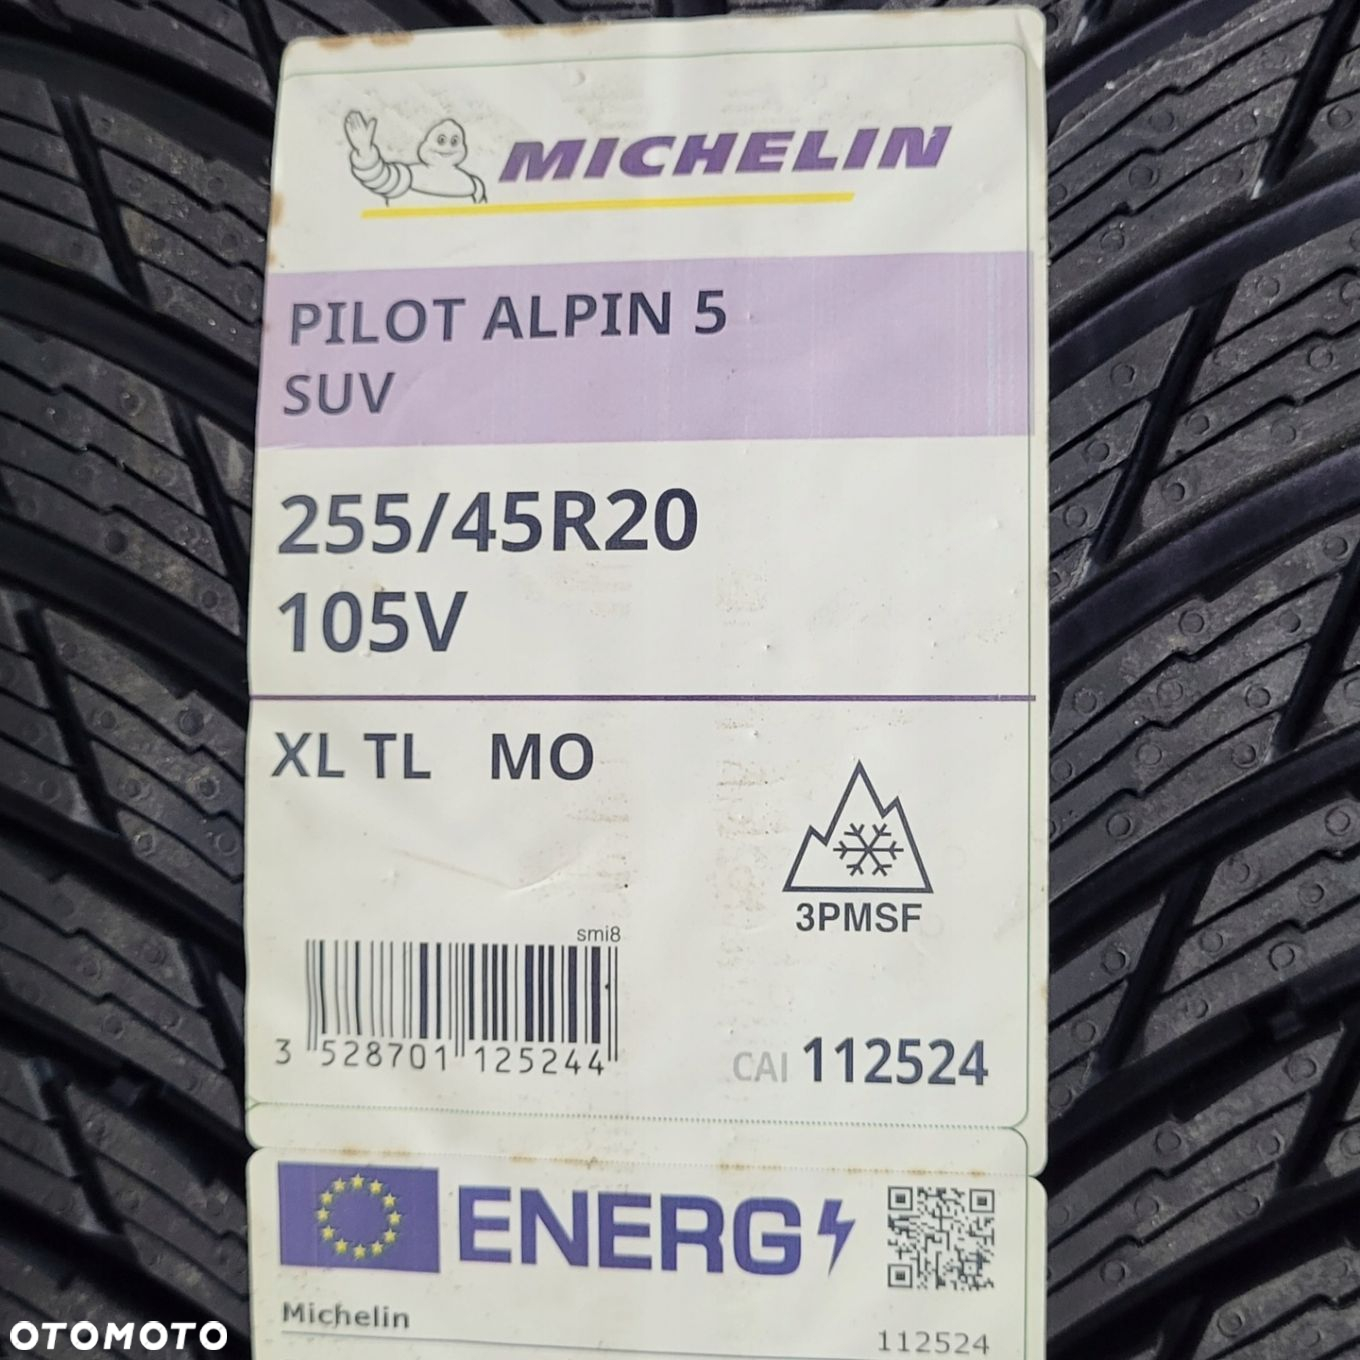 MICHELIN
PILOT ALPIN 5
SUV
255/45R20
105V
XL TL MO
3PMSF
smi8
3 528701 125244
CAI 112524
ENERG
Michelin
112524
OTOMOTO